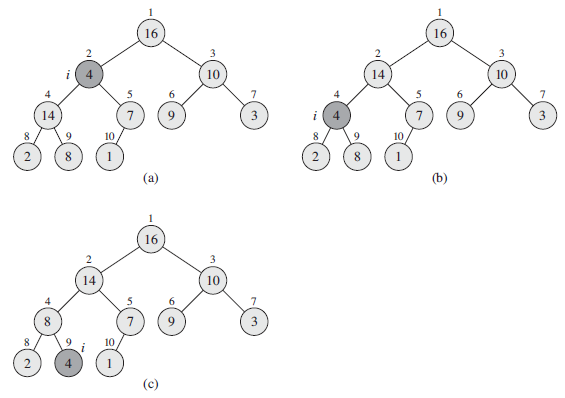 1 1
16 16
2 3 2 3
i 4 10 14 10
4 5 6 7 4 5 6 7
14 7 9 3 i 4 7 9 3
8 9 10 8 9 10
2 8 1 2 8 1
(a) (b)
1
16
2 3
14 10
4 5 6 7
8 7 9 3
8 9 i 10
2 4 1
(c)